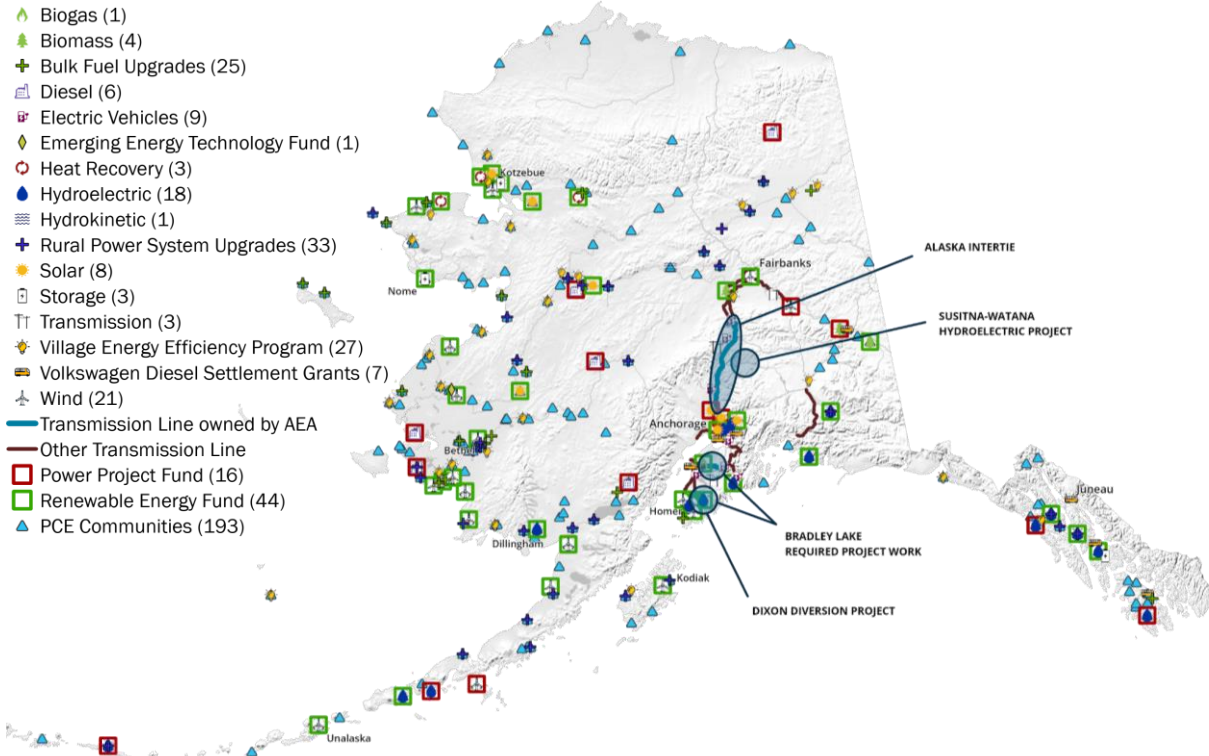 Biogas (1)
Biomass (4)
Bulk Fuel Upgrades (25)
Diesel (6)
Electric Vehicles (9)
Emerging Energy Technology Fund (1)
Heat Recovery (3)
Hydroelectric (18)
Hydrokinetic (1)
Rural Power System Upgrades (33)
Solar (8)
Storage (3)
Transmission (3)
Village Energy Efficiency Program (27)
Volkswagen Diesel Settlement Grants (7)
Wind (21)
Transmission Line owned by AEA
Other Transmission Line
Power Project Fund (16)
Renewable Energy Fund (44)
PCE Communities (193)
Kotzebue
Nome
Fairbanks
ALASKA INTERTIE
SUSITNA-WATANA
HYDROELECTRIC PROJECT
Anchorage
Homer
Dillingham
Kodiak
Juneau
BRADLEY LAKE
REQUIRED PROJECT WORK
DIXON DIVERSION PROJECT
Unalaska